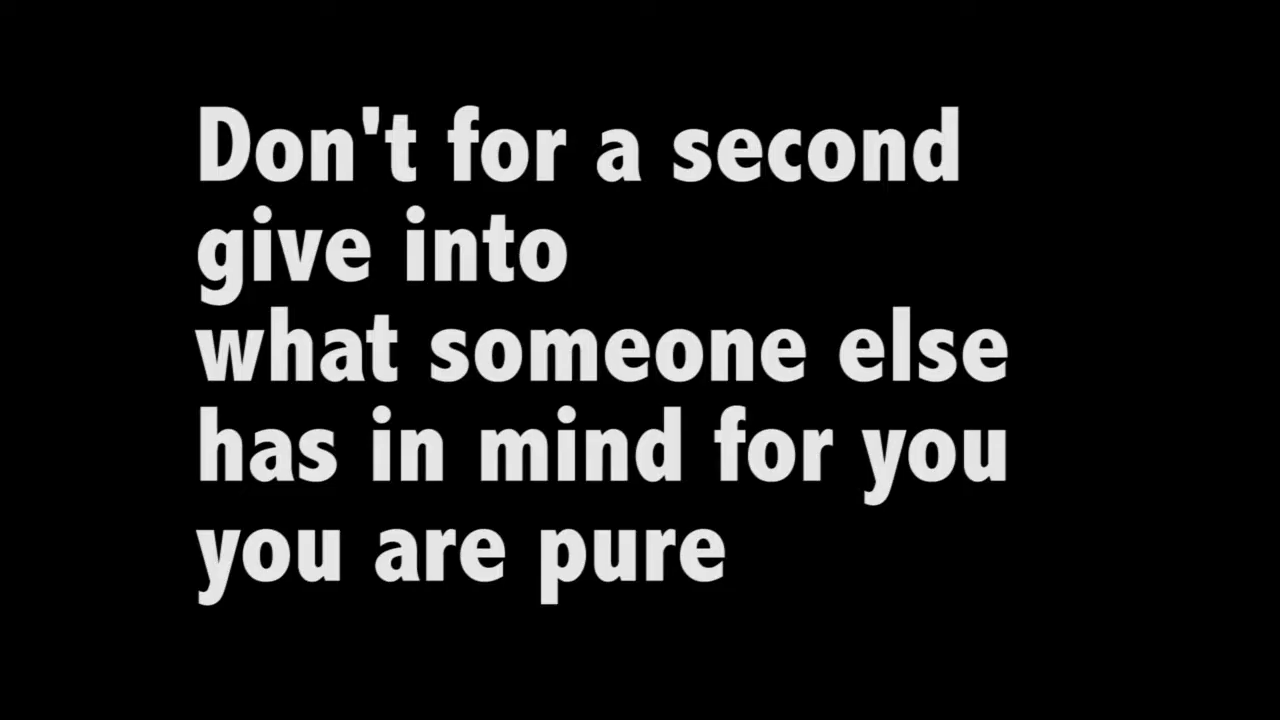 Don't for a second
give into
what someone else
has in mind for you
you are pure